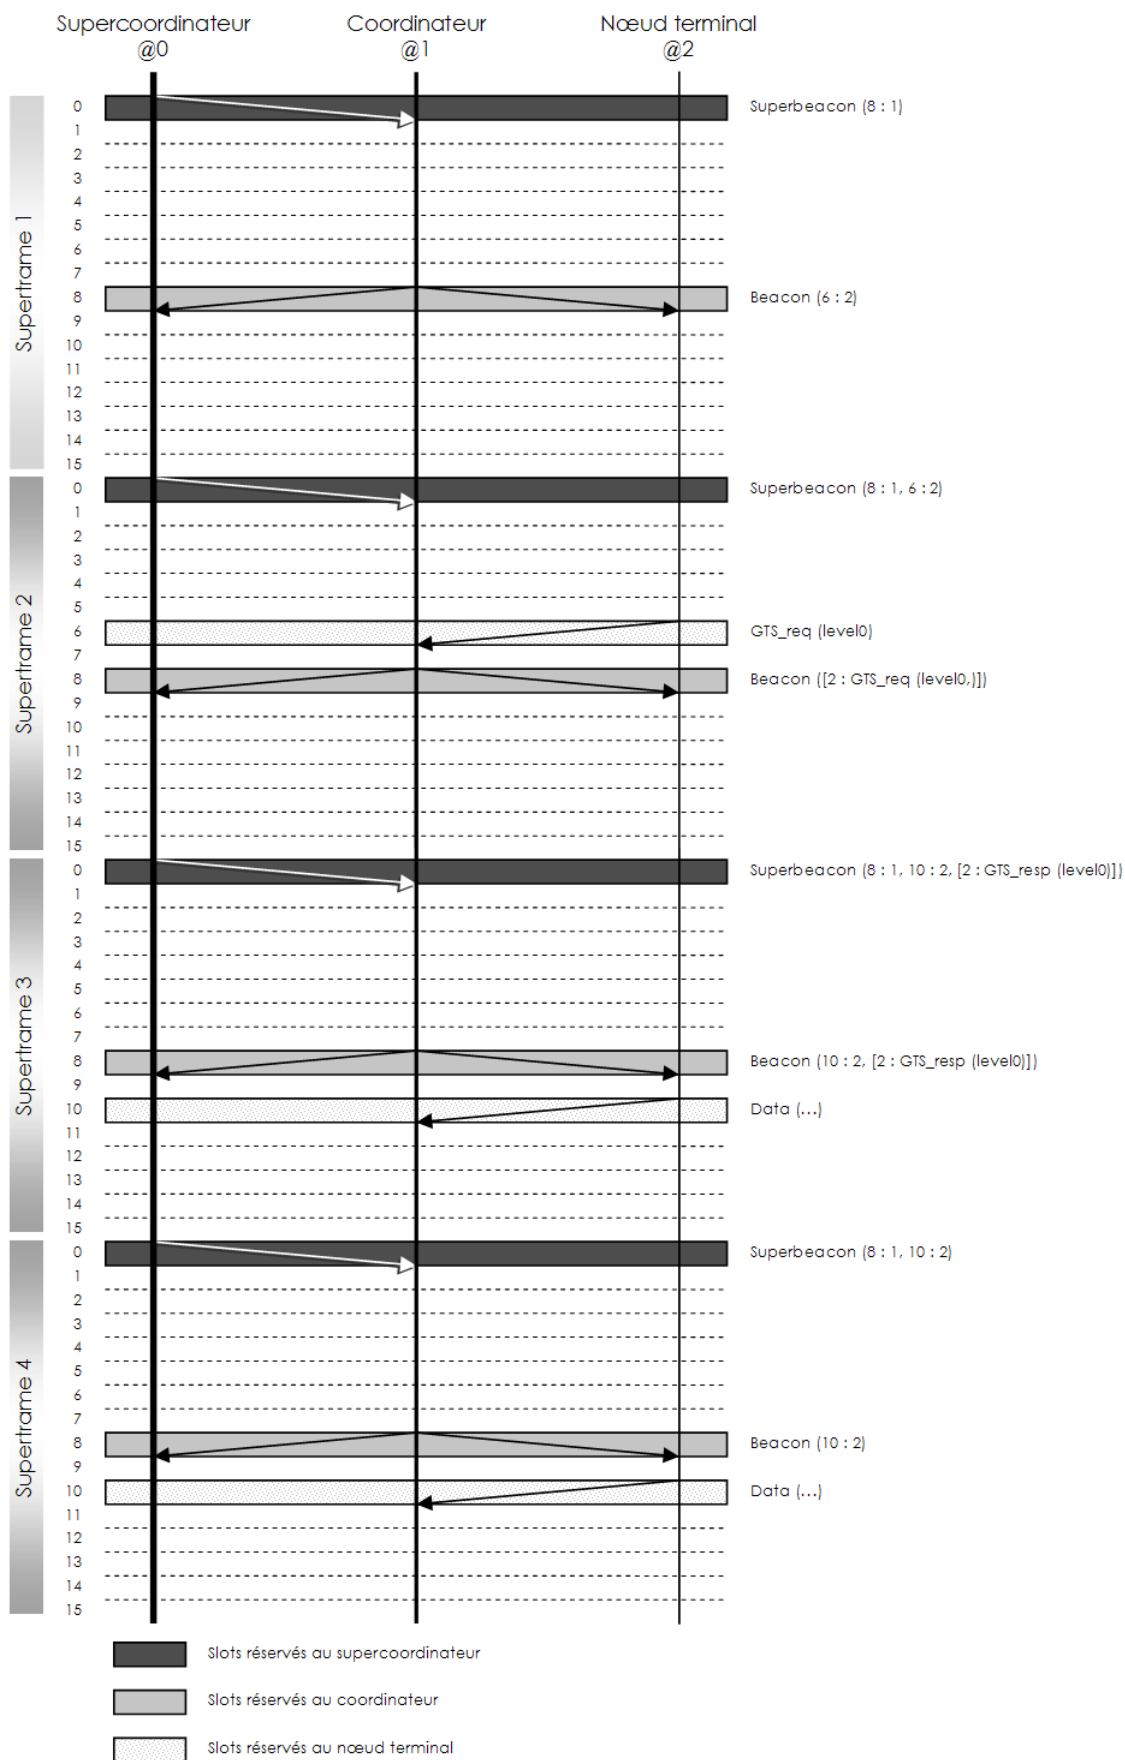 Supercoordinateur
@0
Coordinateur
@1
Nœud terminal
@2
Supertrame 1
0 Superbeacon (8 : 1)
1
2
3
4
5
6
7
8 Beacon (6 : 2)
9
10
11
12
13
14
15
Supertrame 2
0 Superbeacon (8 : 1, 6 : 2)
1
2
3
4
5
6 GTS_req (level0)
7
8 Beacon ([2 : GTS_req (level0,)])
9
10
11
12
13
14
15
Supertrame 3
0 Superbeacon (8 : 1, 10 : 2, [2 : GTS_resp (level0)])
1
2
3
4
5
6
7
8 Beacon (10 : 2, [2 : GTS_resp (level0)])
9
10 Data (...)
11
12
13
14
15
Supertrame 4
0 Superbeacon (8 : 1, 10 : 2)
1
2
3
4
5
6
7
8 Beacon (10 : 2)
9
10 Data (...)
11
12
13
14
15
Slots réservés au supercoordinateur
Slots réservés au coordinateur
Slots réservés au nœud terminal